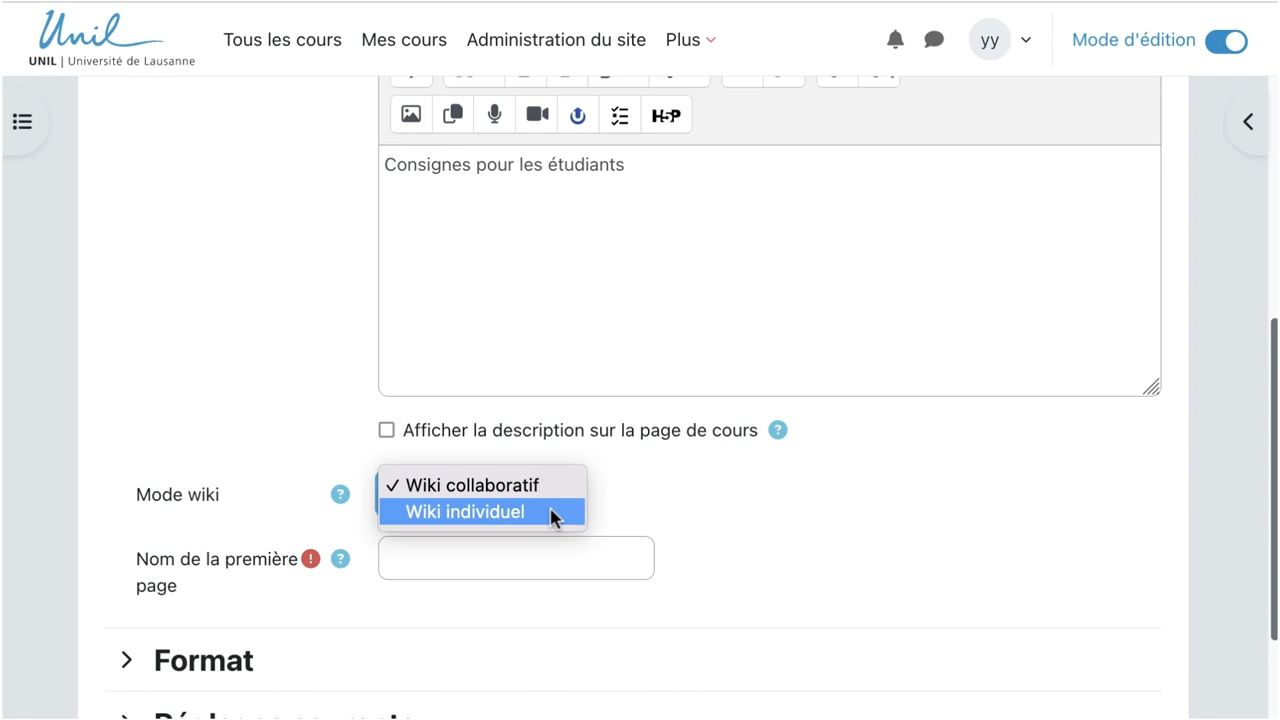 Unil
UNIL | Université de Lausanne
Tous les cours Mes cours Administration du site Plus
yy
Mode d'édition
H5P
Consignes pour les étudiants
Afficher la description sur la page de cours ?
Mode wiki ?
✓ Wiki collaboratif
Wiki individuel
Nom de la première ! ?
page
Format